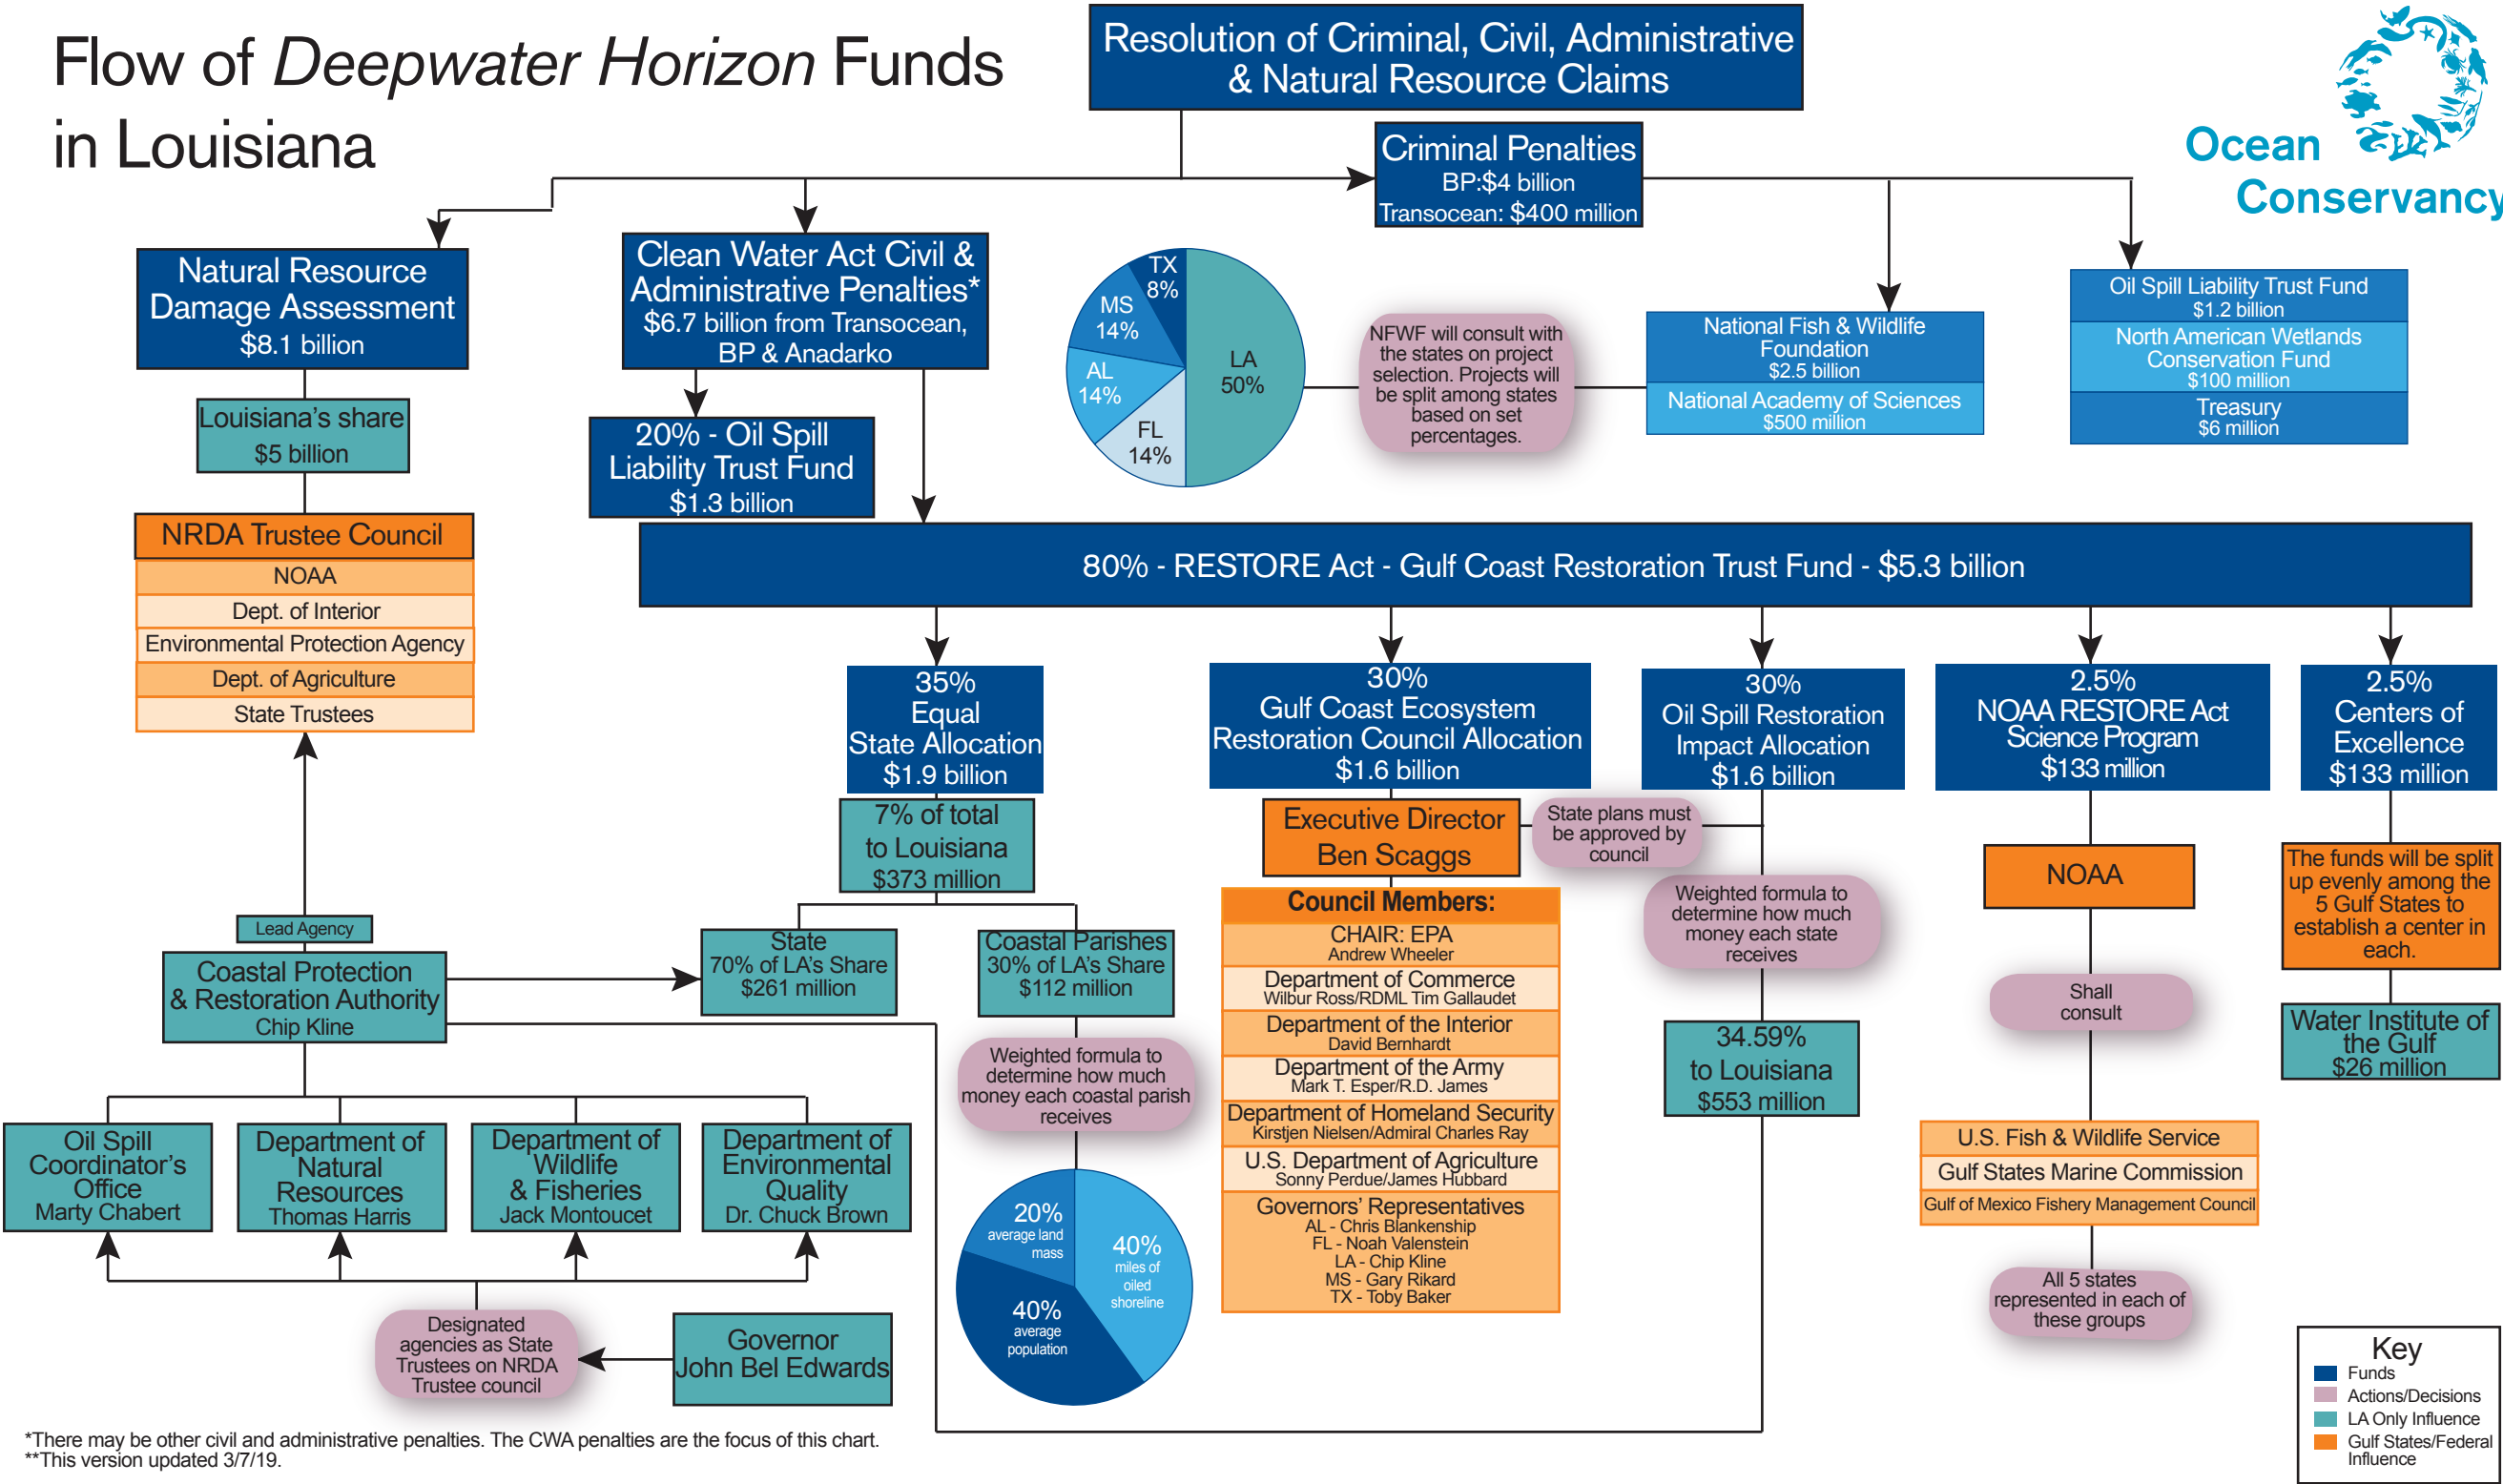 Flow of Deepwater Horizon Funds
in Louisiana
Resolution of Criminal, Civil, Administrative
& Natural Resource Claims
Ocean
Conservancy
Criminal Penalties
BP:$4 billion
Transocean: $400 million
Natural Resource
Damage Assessment
$8.1 billion
Clean Water Act Civil &
Administrative Penalties*
$6.7 billion from Transocean,
BP & Anadarko
TX
8%
MS
14%
AL
14%
FL
14%
LA
50%
NFWF will consult with
the states on project
selection. Projects will
be split among states
based on set
percentages.
National Fish & Wildlife
Foundation
$2.5 billion
National Academy of Sciences
$500 million
Oil Spill Liability Trust Fund
$1.2 billion
North American Wetlands
Conservation Fund
$100 million
Treasury
$6 million
Louisiana's share
$5 billion
20% - Oil Spill
Liability Trust Fund
$1.3 billion
NRDA Trustee Council
NOAA
Dept. of Interior
Environmental Protection Agency
Dept. of Agriculture
State Trustees
80% - RESTORE Act - Gulf Coast Restoration Trust Fund - $5.3 billion
35%
Equal
State Allocation
$1.9 billion
30%
Gulf Coast Ecosystem
Restoration Council Allocation
$1.6 billion
30%
Oil Spill Restoration
Impact Allocation
$1.6 billion
2.5%
NOAA RESTORE Act
Science Program
$133 million
2.5%
Centers of
Excellence
$133 million
7% of total
to Louisiana
$373 million
Executive Director
Ben Scaggs
State plans must
be approved by
council
Weighted formula to
determine how much
money each state
receives
NOAA
The funds will be split
up evenly among the
5 Gulf States to
establish a center in
each.
Lead Agency
Coastal Protection
& Restoration Authority
Chip Kline
State
70% of LA's Share
$261 million
Coastal Parishes
30% of LA's Share
$112 million
Council Members:
CHAIR: EPA
Andrew Wheeler
Department of Commerce
Wilbur Ross/RDML Tim Gallaudet
Department of the Interior
David Bernhardt
Department of the Army
Mark T. Esper/R.D. James
Department of Homeland Security
Kirstjen Nielsen/Admiral Charles Ray
U.S. Department of Agriculture
Sonny Perdue/James Hubbard
Governors' Representatives
AL - Chris Blankenship
FL - Noah Valenstein
LA - Chip Kline
MS - Gary Rikard
TX - Toby Baker
34.59%
to Louisiana
$553 million
Shall
consult
Water Institute of
the Gulf
$26 million
Weighted formula to
determine how much
money each coastal parish
receives
Oil Spill
Coordinator's
Office
Marty Chabert
Department of
Natural
Resources
Thomas Harris
Department of
Wildlife
& Fisheries
Jack Montoucet
Department of
Environmental
Quality
Dr. Chuck Brown
U.S. Fish & Wildlife Service
Gulf States Marine Commission
Gulf of Mexico Fishery Management Council
20%
average land
mass
40%
miles of
oiled
shoreline
40%
average
population
All 5 states
represented in each of
these groups
Designated
agencies as State
Trustees on NRDA
Trustee council
Governor
John Bel Edwards
Key
Funds
Actions/Decisions
LA Only Influence
Gulf States/Federal
Influence
*There may be other civil and administrative penalties. The CWA penalties are the focus of this chart.
**This version updated 3/7/19.